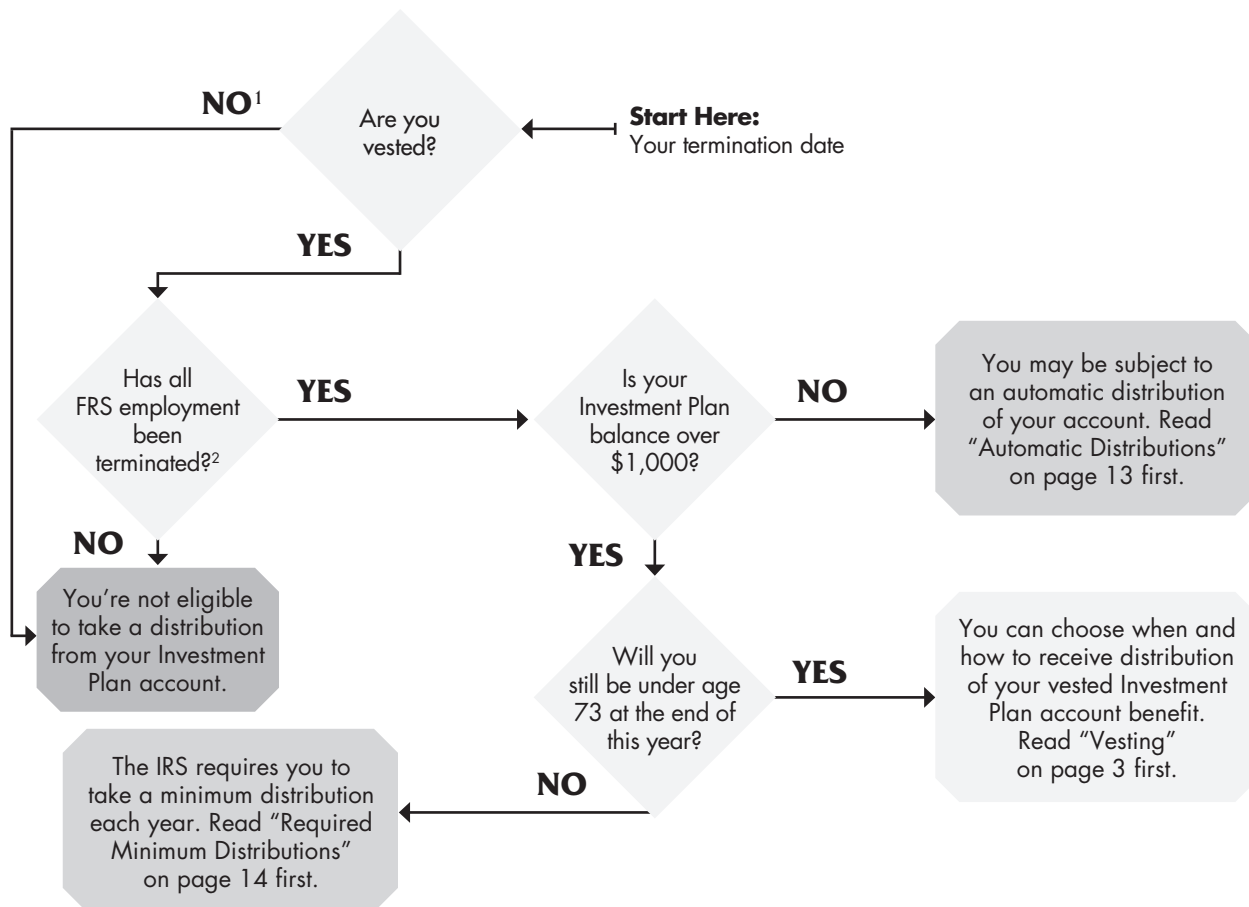 NO¹
Are you
vested?
Start Here:
Your termination date
YES
Has all
FRS employment
been
terminated?²
YES
Is your
Investment Plan
balance over
$1,000?
NO
You may be subject to
an automatic distribution
of your account. Read
“Automatic Distributions”
on page 13 first.
NO
YES
You’re not eligible
to take a distribution
from your Investment
Plan account.
Will you
still be under age
73 at the end of
this year?
YES
You can choose when and
how to receive distribution
of your vested Investment
Plan account benefit.
Read “Vesting”
on page 3 first.
NO
The IRS requires you to
take a minimum distribution
each year. Read “Required
Minimum Distributions”
on page 14 first.